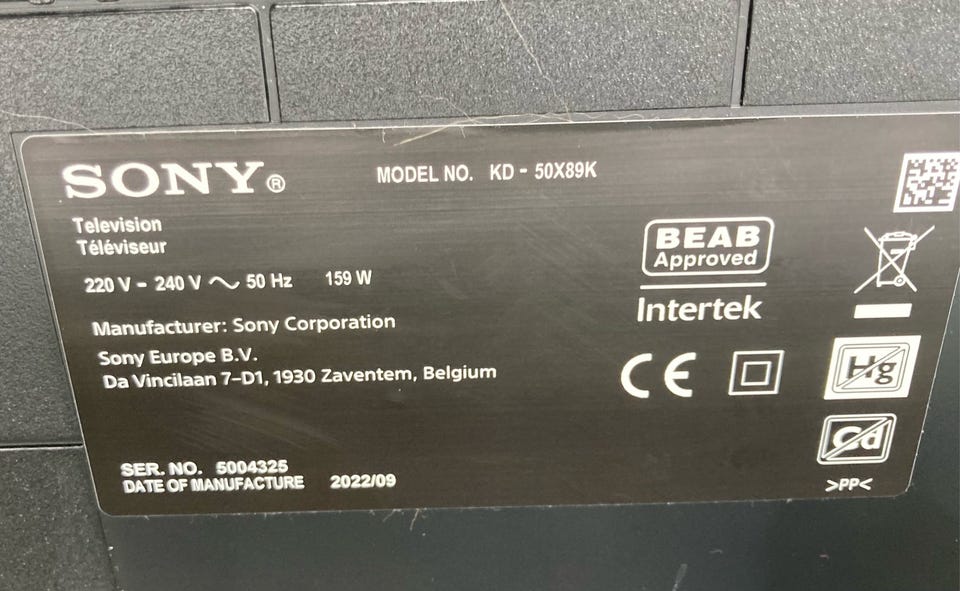 SONY®
MODEL NO. KD - 50X89K
Television
Téléviseur
220 V - 240 V ~ 50 Hz 159 W
Manufacturer: Sony Corporation
Sony Europe B.V.
Da Vincilaan 7-D1, 1930 Zaventem, Belgium
SER. NO. 5004325
DATE OF MANUFACTURE 2022/09
BEAB
Approved
Intertek
CE
Hg
Cd
>PP<